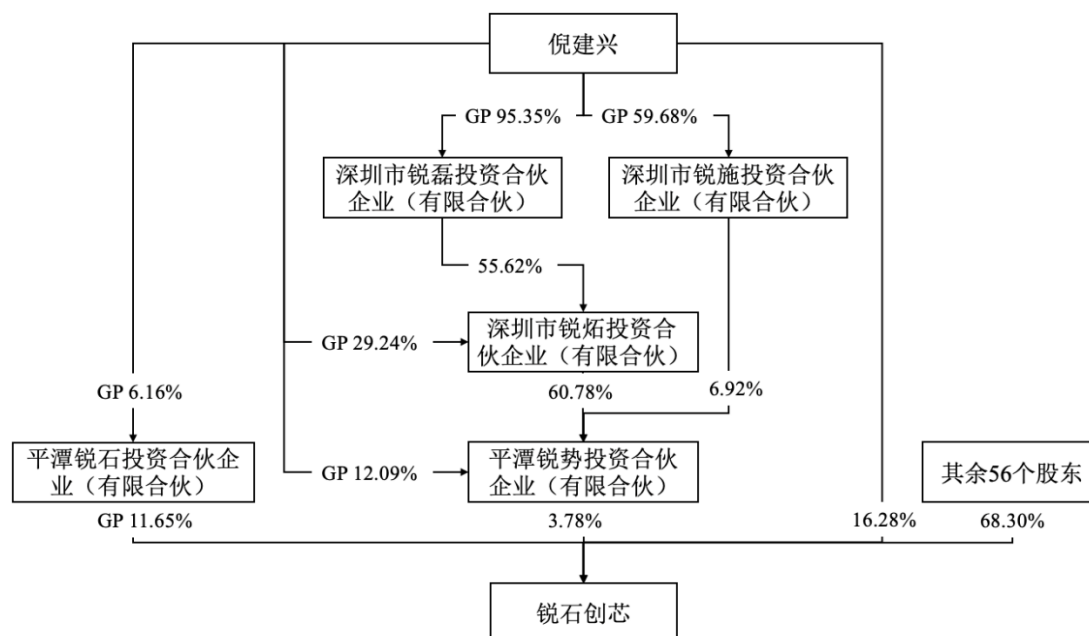 倪建兴
GP 95.35%
GP 59.68%
深圳市锐磊投资合伙
企业（有限合伙）
深圳市锐施投资合伙
企业（有限合伙）
55.62%
深圳市锐炻投资合
伙企业（有限合伙）
GP 29.24%
GP 6.16%
60.78%
6.92%
平潭锐石投资合伙企
业（有限合伙）
GP 12.09%
平潭锐势投资合伙
企业（有限合伙）
其余56个股东
GP 11.65%
3.78%
16.28%
68.30%
锐石创芯